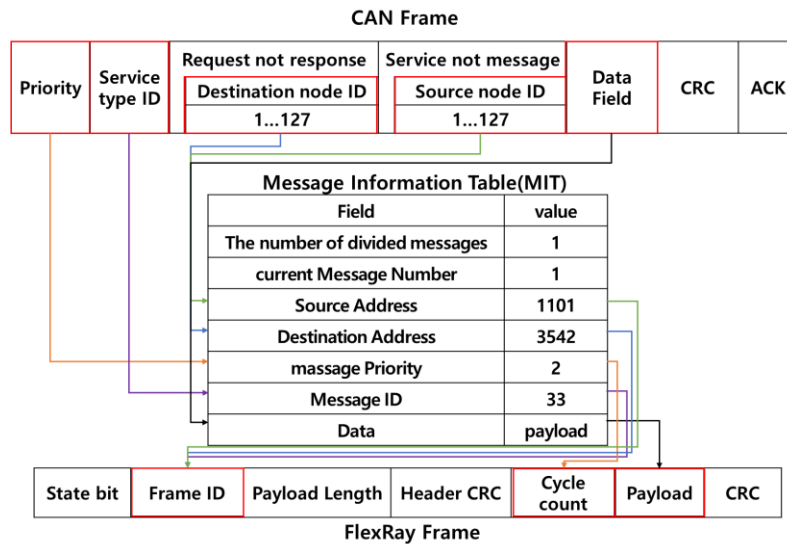 CAN Frame
Priority
Service type ID
Request not response
Destination node ID
1...127
Service not message
Source node ID
1...127
Data Field
CRC
ACK
Message Information Table(MIT)
Field value
The number of divided messages 1
current Message Number 1
Source Address 1101
Destination Address 3542
massage Priority 2
Message ID 33
Data payload
State bit
Frame ID
Payload Length
Header CRC
Cycle count
Payload
CRC
FlexRay Frame